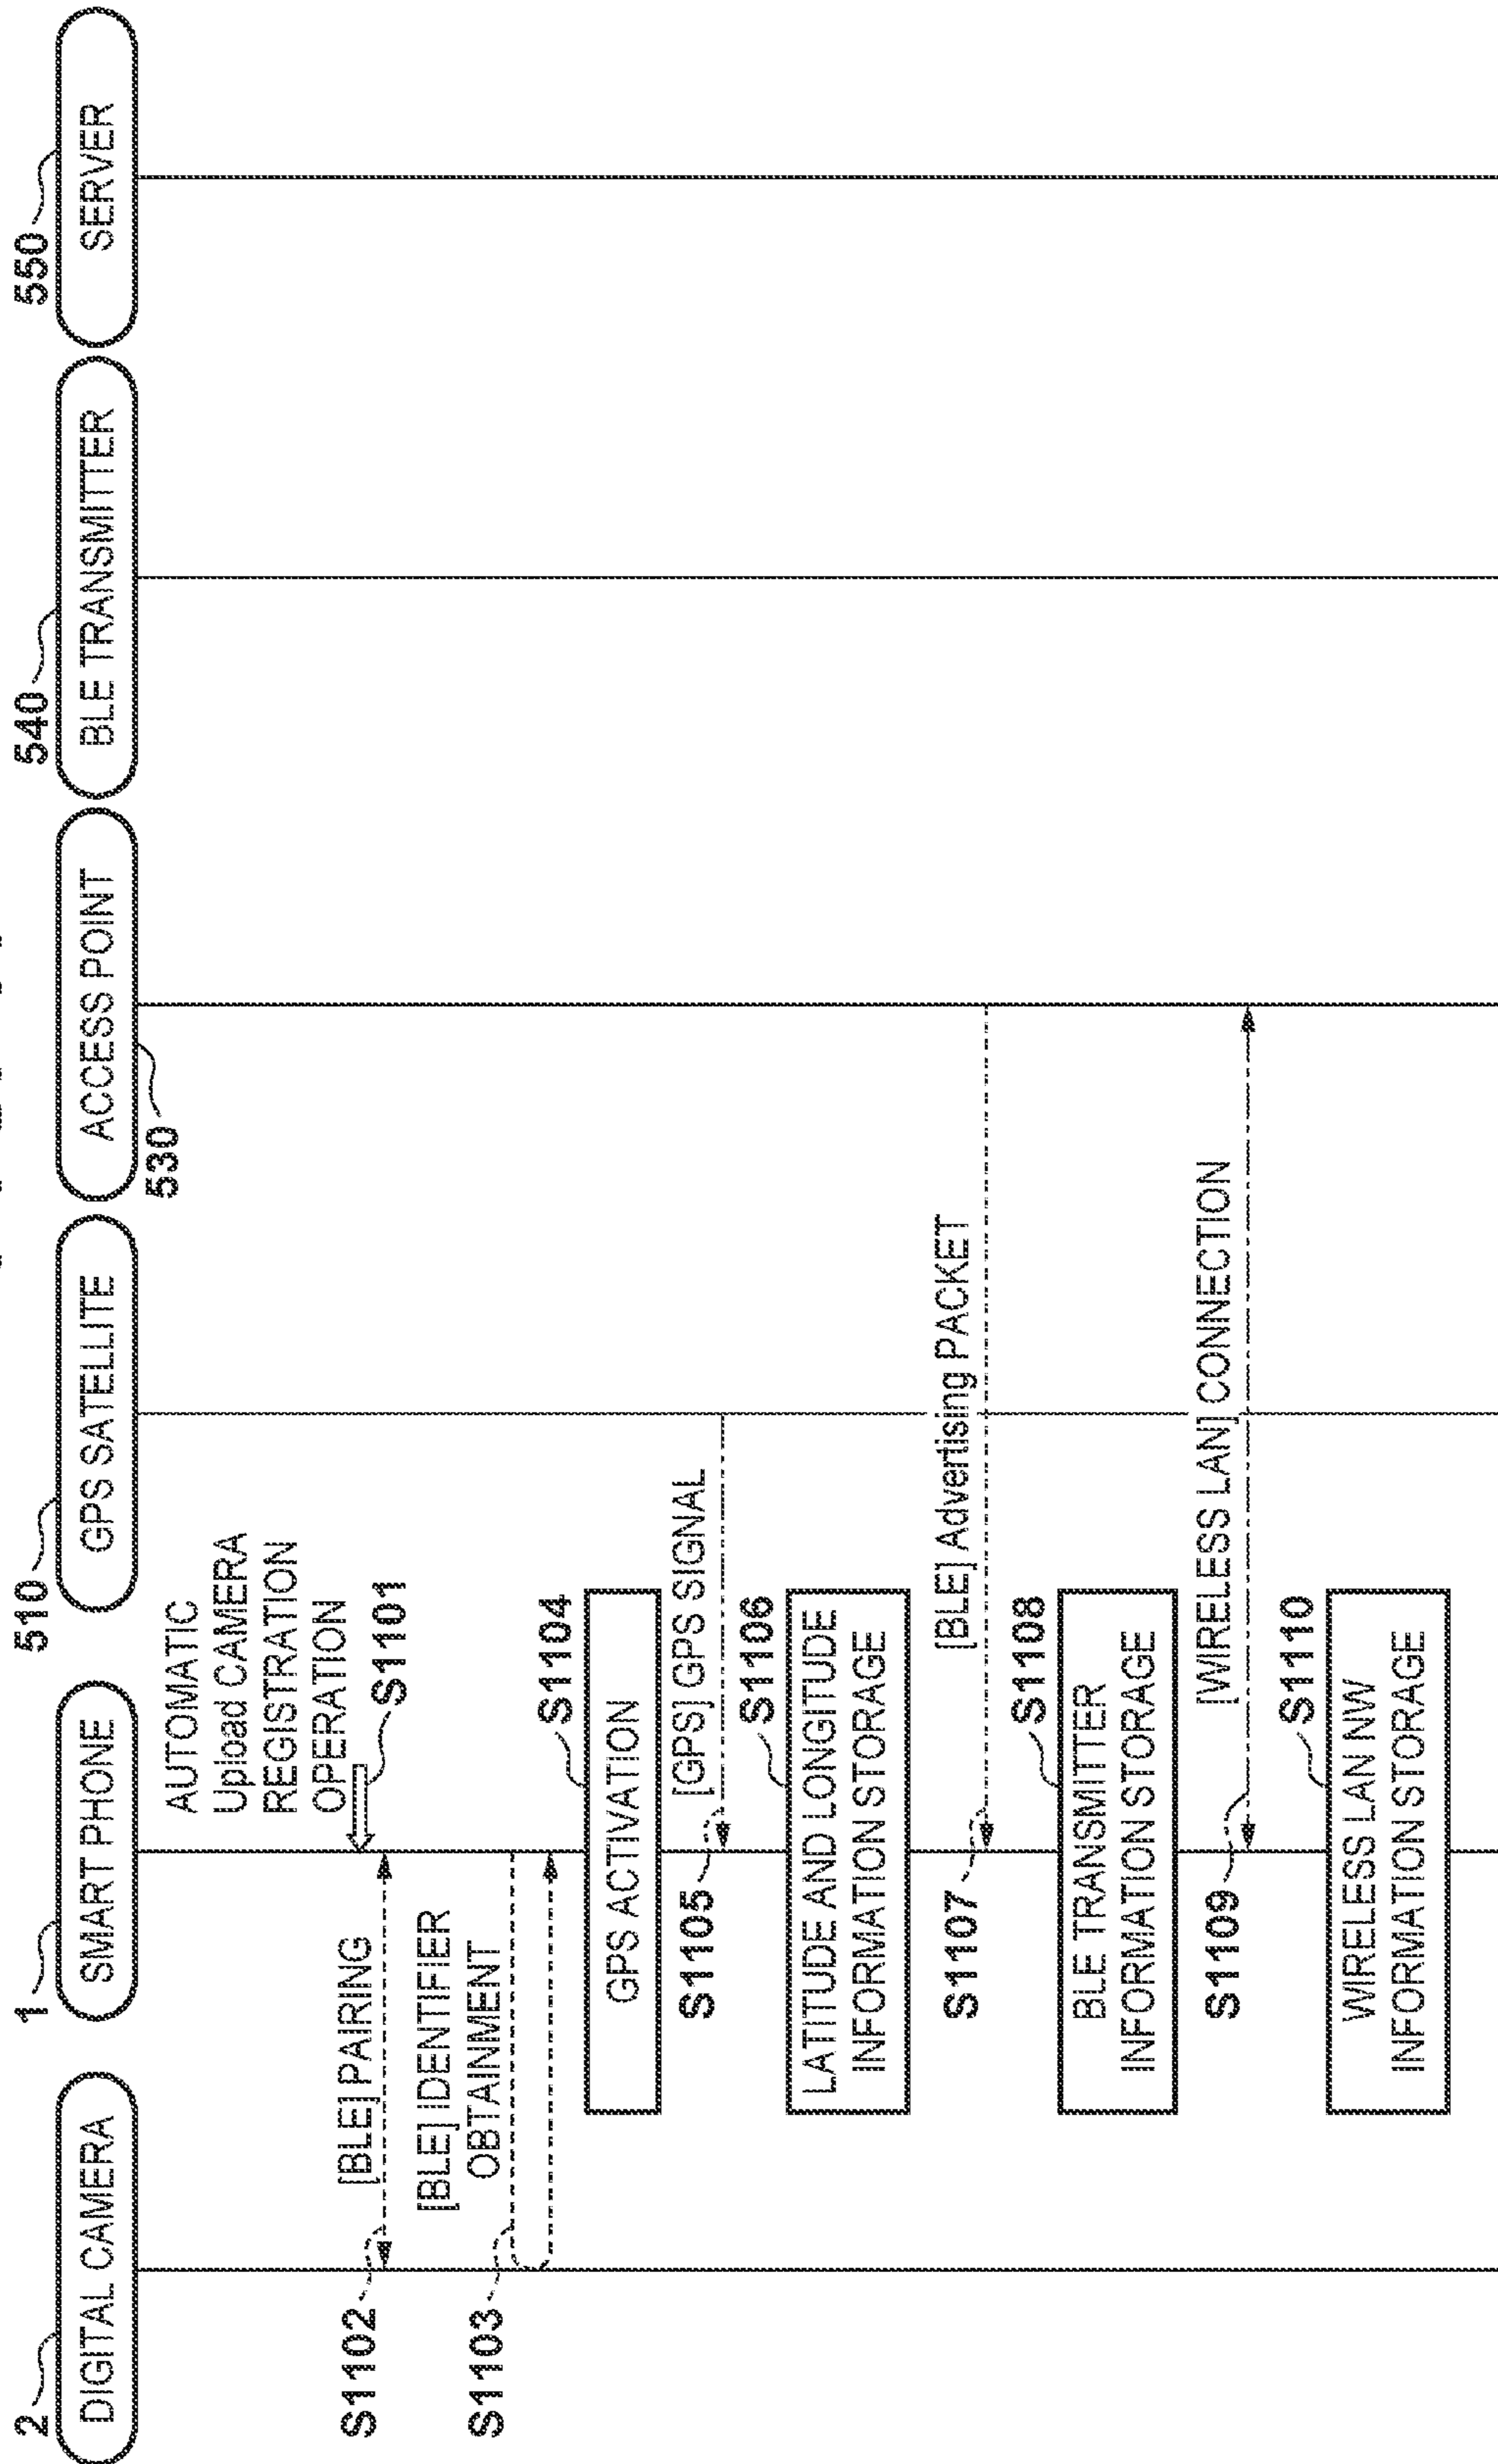 2
DIGITAL CAMERA
1
SMART PHONE
510
GPS SATELLITE
ACCESS POINT
530
540
BLE TRANSMITTER
550
SERVER
AUTOMATIC
Upload CAMERA
REGISTRATION
OPERATION
S1101
S1102
[BLE] PAIRING
S1103
[BLE] IDENTIFIER
OBTAINMENT
S1104
GPS ACTIVATION
S1105
[GPS] GPS SIGNAL
S1106
LATITUDE AND LONGITUDE
INFORMATION STORAGE
S1107
[BLE] Advertising PACKET
S1108
BLE TRANSMITTER
INFORMATION STORAGE
S1109
[WIRELESS LAN] CONNECTION
S1110
WIRELESS LAN NW
INFORMATION STORAGE